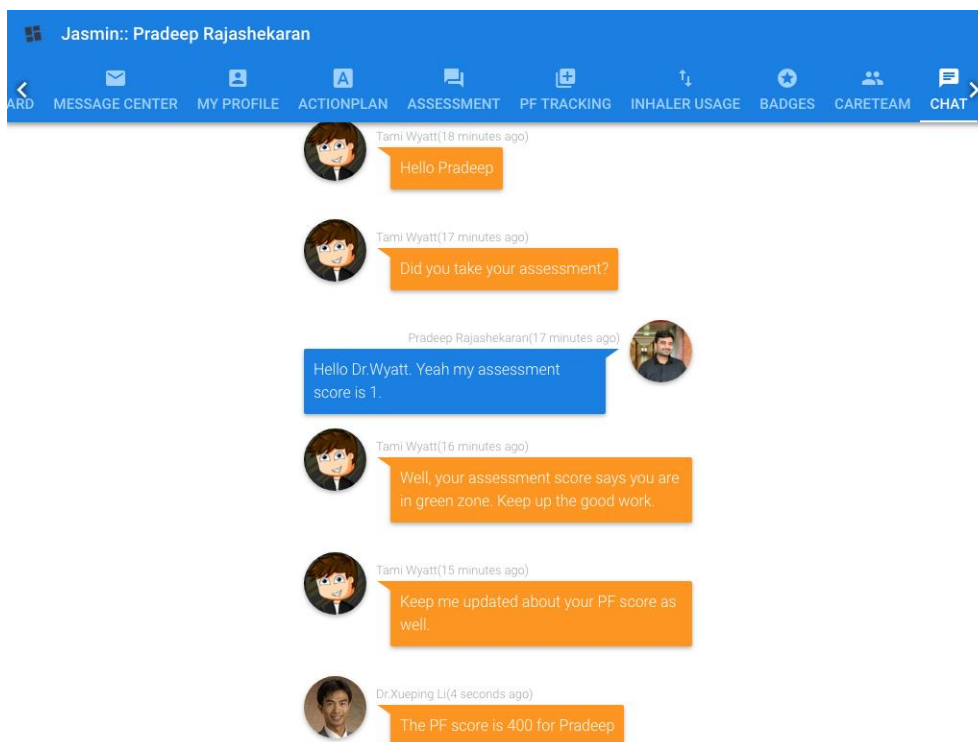 Jasmin:: Pradeep Rajashekaran
ARD
MESSAGE CENTER
MY PROFILE
ACTIONPLAN
ASSESSMENT
PF TRACKING
INHALER USAGE
BADGES
CARETEAM
CHAT
Tami Wyatt(18 minutes ago)
Hello Pradeep
Tami Wyatt(17 minutes ago)
Did you take your assessment?
Pradeep Rajashekaran(17 minutes ago)
Hello Dr.Wyatt. Yeah my assessment
score is 1.
Tami Wyatt(16 minutes ago)
Well, your assessment score says you are
in green zone. Keep up the good work.
Tami Wyatt(15 minutes ago)
Keep me updated about your PF score as
well.
Dr.Xueping Li(4 seconds ago)
The PF score is 400 for Pradeep